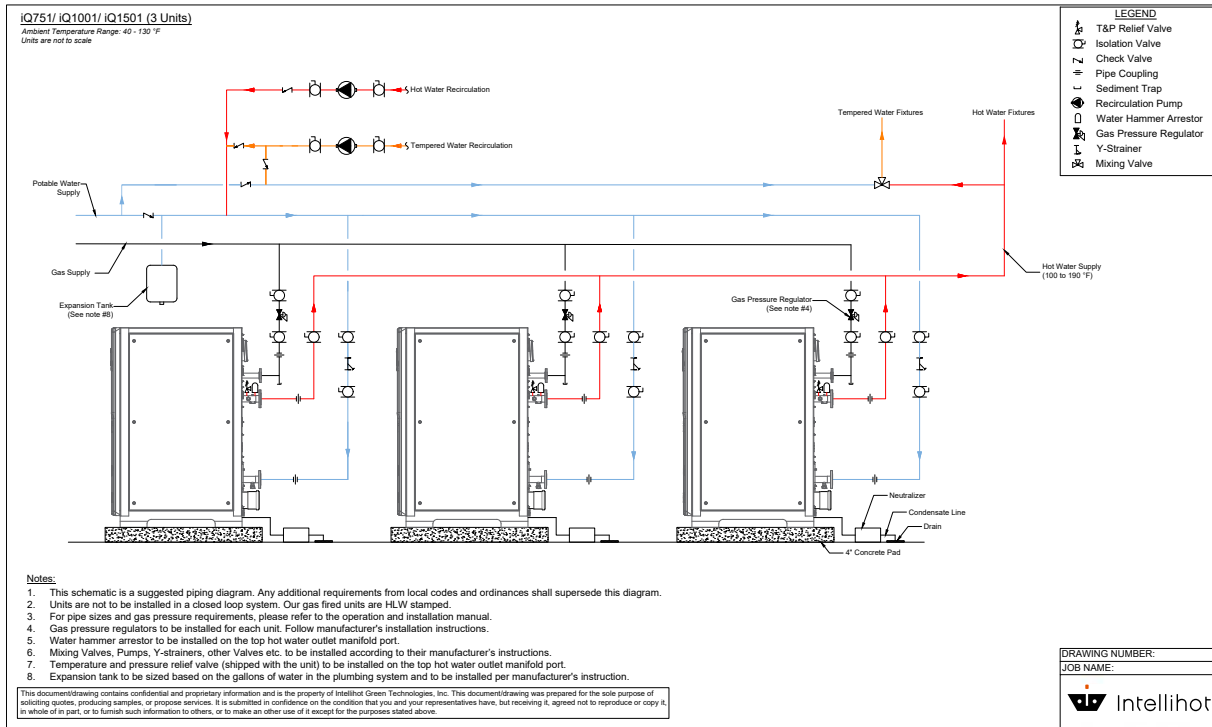 iQ751/ iQ1001/ iQ1501 (3 Units)
Ambient Temperature Range: 40 - 130 °F
Units are not to scale
LEGEND
T&P Relief Valve
Isolation Valve
Check Valve
Pipe Coupling
Sediment Trap
Recirculation Pump
Water Hammer Arrestor
Gas Pressure Regulator
Y-Strainer
Mixing Valve
Hot Water Recirculation
Tempered Water Fixtures
Hot Water Fixtures
Tempered Water Recirculation
Potable Water
Supply
Gas Supply
Hot Water Supply
(100 to 190 °F)
Expansion Tank
(See note #8)
Gas Pressure Regulator
(See note #4)
Neutralizer
Condensate Line
Drain
4" Concrete Pad
Notes:
1. This schematic is a suggested piping diagram. Any additional requirements from local codes and ordinances shall supersede this diagram.
2. Units are not to be installed in a closed loop system. Our gas fired units are HLW stamped.
3. For pipe sizes and gas pressure requirements, please refer to the operation and installation manual.
4. Gas pressure regulators to be installed for each unit. Follow manufacturer's installation instructions.
5. Water hammer arrestor to be installed on the top hot water outlet manifold port.
6. Mixing Valves, Pumps, Y-strainers, other Valves etc. to be installed according to their manufacturer's instructions.
7. Temperature and pressure relief valve (shipped with the unit) to be installed on the top hot water outlet manifold port.
8. Expansion tank to be sized based on the gallons of water in the plumbing system and to be installed per manufacturer's instruction.
This document/drawing contains confidential and proprietary information and is the property of Intellihot Green Technologies, Inc. This document/drawing was prepared for the sole purpose of
soliciting quotes, producing samples, or propose services. It is submitted in confidence on the condition that you and your representatives have, but receiving it, agreed not to reproduce or copy it,
in whole of in part, or to furnish such information to others, or to make an other use of it except for the purposes stated above.
DRAWING NUMBER:
JOB NAME:
Intellihot